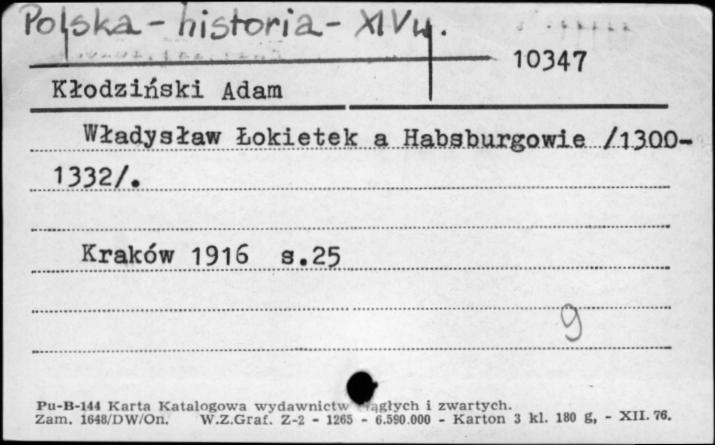 Polska - historia - XIV w.
10347
Kłodziński Adam
Władysław Łokietek a Habsburgowie /1300-
1332/.
Kraków 1916 s.25
9
Pu-B-144 Karta Katalogowa wydawnictw ciągłych i zwartych.
Zam. 1648/DW/On. W.Z.Graf. Z-2 - 1265 - 6.590.000 - Karton 3 kl. 180 g, - XII. 76.